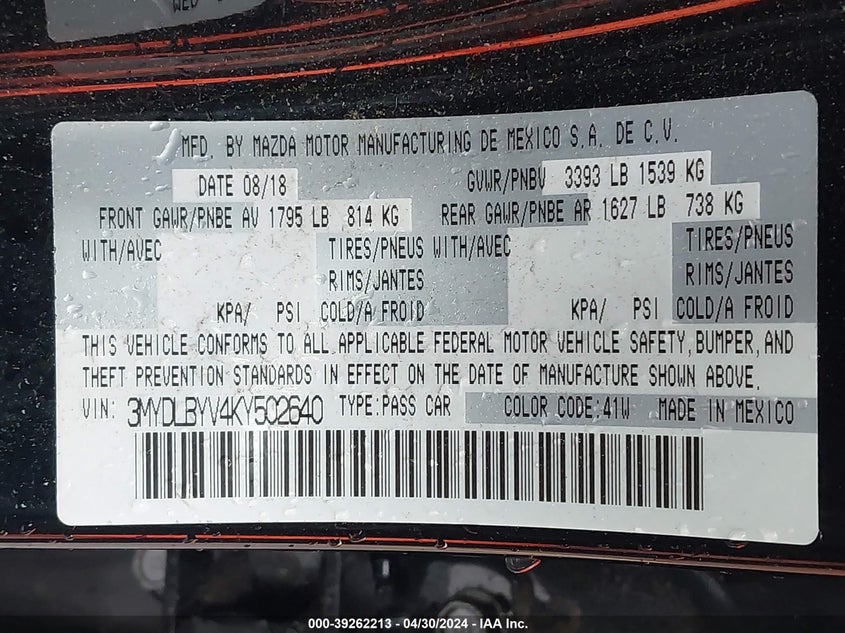 MFD. BY MAZDA MOTOR MANUFACTURING DE MEXICO S.A. DE C.V.
DATE 08/18 GVWR/PNBV 3393 LB 1539 KG
FRONT GAWR/PNBE AV 1795 LB 814 KG REAR GAWR/PNBE AR 1627 LB 738 KG
WITH/AVEC TIRES/PNEUS WITH/AVEC TIRES/PNEUS
RIMS/JANTES RIMS/JANTES
KPA/ PSI COLD/A FROID KPA/ PSI COLD/A FROID
THIS VEHICLE CONFORMS TO ALL APPLICABLE FEDERAL MOTOR VEHICLE SAFETY, BUMPER, AND
THEFT PREVENTION STANDARDS IN EFFECT ON THE DATE OF MANUFACTURE SHOWN ABOVE.
VIN: 3MYDLBYV4KY502640 TYPE:PASS CAR COLOR CODE:41W MADE IN MEXICO
000-39262213 - 04/30/2024 - IAA Inc.